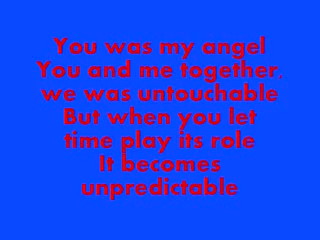 You was my angel
You and me together,
we was untouchable
But when you let
time play its role
It becomes
unpredictable